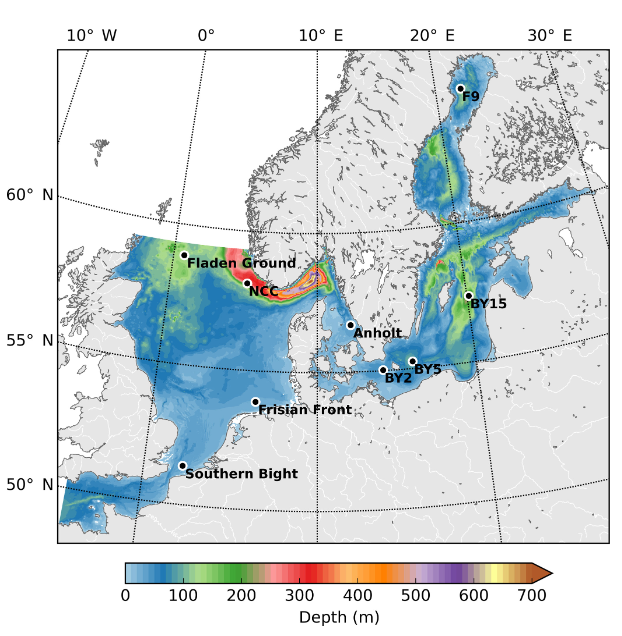 10° W 0° 10° E 20° E 30° E
F9
60° N
Fladen Ground
NCC
BY15
Anholt
55° N
BY5
BY2
Frisian Front
Southern Bight
50° N
0 100 200 300 400 500 600 700
Depth (m)